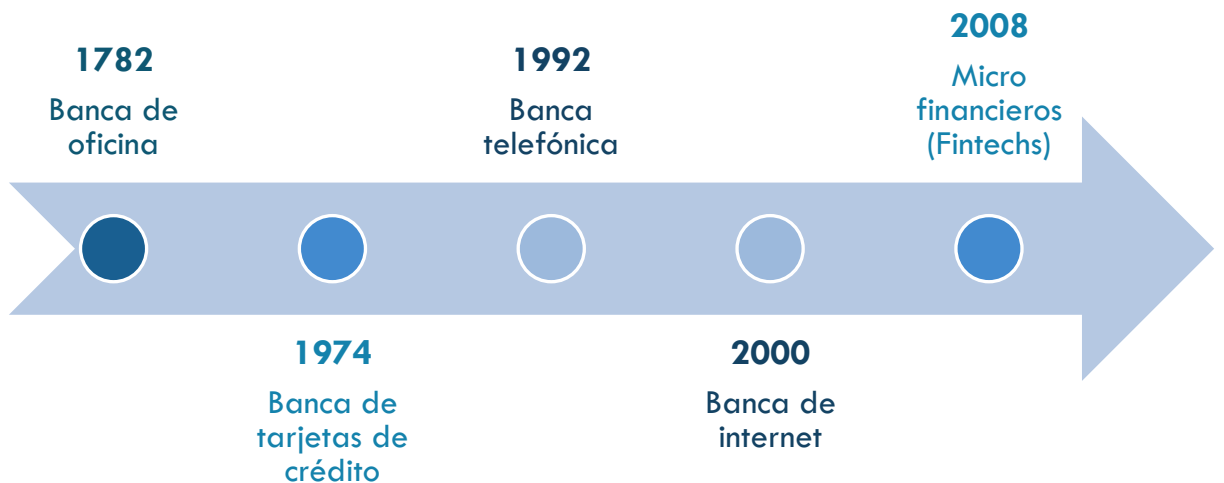 1782
Banca de
oficina
1974
Banca de
tarjetas de
crédito
1992
Banca
telefónica
2000
Banca de
internet
2008
Micro
financieros
(Fintechs)